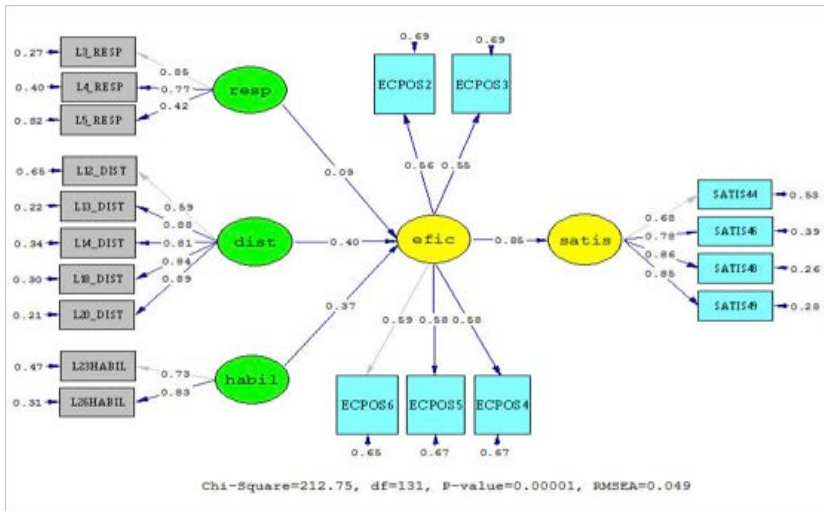 0.69
0.69
0.27
L3_RESP
ECPOS2
ECPOS3
0.85
0.40
L4_RESP
0.77
resp
0.42
0.82
L5_RESP
0.56
0.55
0.65
L12_DIST
0.09
SATIS44
0.53
0.59
0.68
0.22
L13_DIST
0.88
SATIS46
0.39
0.78
0.34
L14_DIST
0.81
dist
0.40
efic
0.85
satis
0.84
0.86
SATIS48
0.26
0.30
L18_DIST
0.89
0.85
SATIS49
0.28
0.21
L20_DIST
0.37
0.59
0.58
0.58
0.47
L23HABIL
0.73
habil
0.83
0.31
L26HABIL
ECPOS6
ECPOS5
ECPOS4
0.65
0.67
0.67
Chi-Square=212.75, df=131, P-value=0.00001, RMSEA=0.049